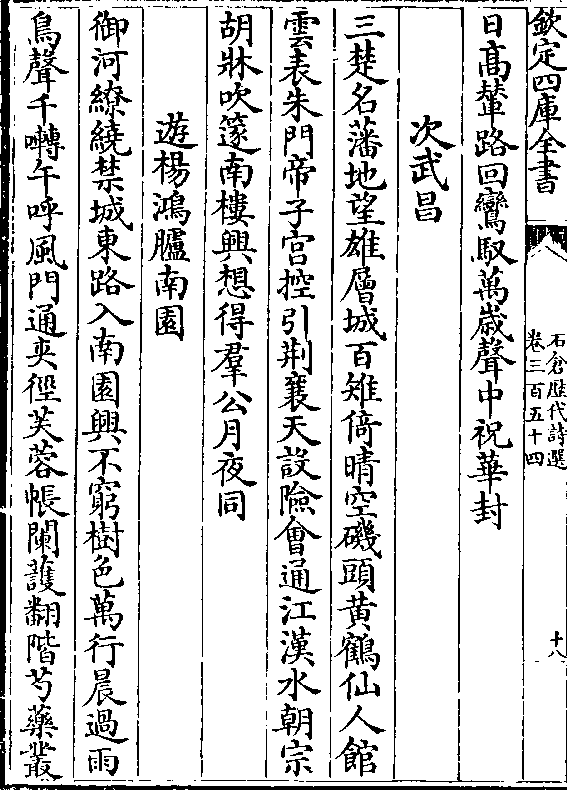 欽定四庫全書
石倉歴代詩選
卷三百五十四
十八
日高輦路回鸞馭萬歳聲中祝華封
次武昌
三楚名藩地望雄層城百雉倚晴空磯頭黄鶴仙人館
雲表朱門帝子宮控引荆襄天設險會通江漢水朝宗
胡牀吹篴南樓興想得羣公月夜同
遊楊鴻臚南園
御河繚繞禁城東路入南園興不窮樹色萬行晨過雨
鳥聲千囀午呼風門通夾徑芙蓉帳闌護翻階芍藥叢